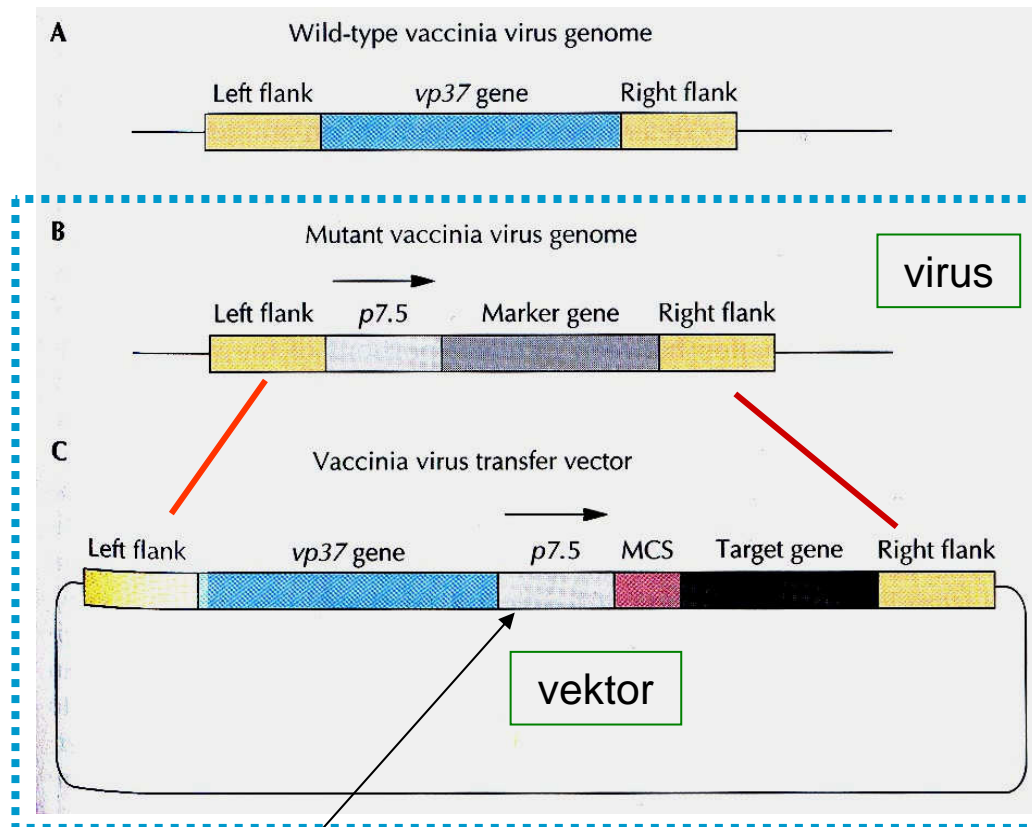 A
Wild-type vaccinia virus genome
Left flank vp37 gene Right flank
B
Mutant vaccinia virus genome
virus
Left flank p7.5 Marker gene Right flank
C
Vaccinia virus transfer vector
Left flank vp37 gene p7.5 MCS Target gene Right flank
vektor